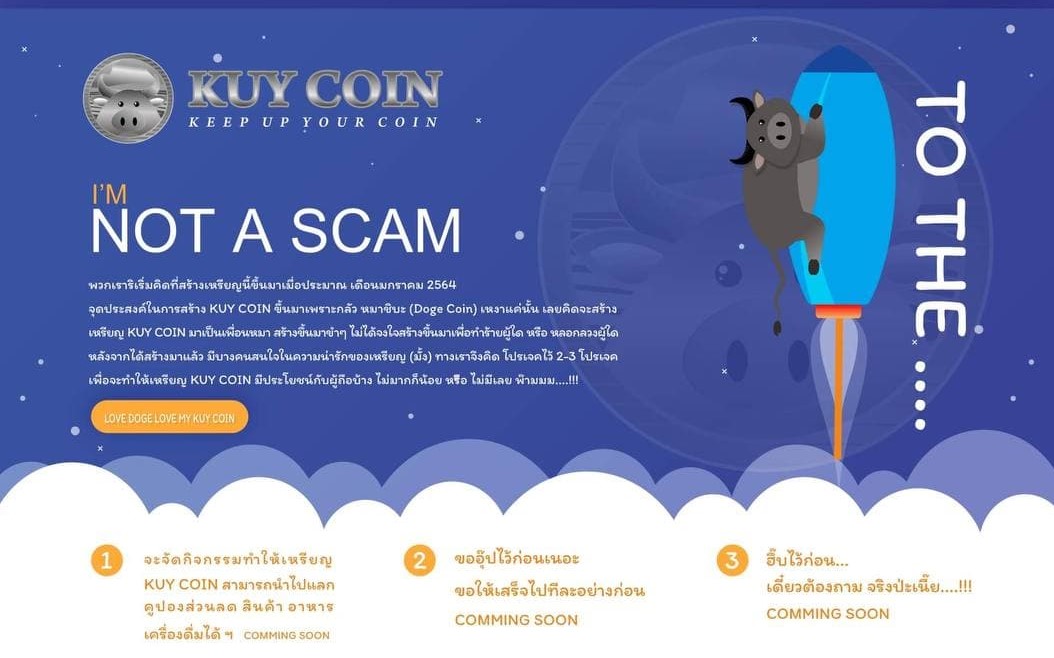 KUY COIN
KEEP UP YOUR COIN
I'M
NOT A SCAM
พวกเราริเริ่มคิดที่สร้างเหรียญนี้ขึ้นมาเมื่อประมาณ เดือนมกราคม 2564
จุดประสงค์ในการสร้าง KUY COIN ขึ้นมาเพราะกลัว หมาชิบะ (Doge Coin) เหงาแค่นั้น เลยคิดจะสร้าง
เหรียญ KUY COIN มาเป็นเพื่อนหมา สร้างขึ้นมาขำๆ ไม่ได้จงใจสร้างขึ้นมาเพื่อทำร้ายผู้ใด หรือ หลอกลวงผู้ใด
หลังจากได้สร้างมาแล้ว มีบางคนสนใจในความน่ารักของเหรียญ (มั้ง) ทางเราจึงคิด โปรเจคไว้ 2-3 โปรเจค
เพื่อจะทำให้เหรียญ KUY COIN มีประโยชน์กับผู้ถือบ้าง ไม่มากก็น้อย หรือ ไม่มีเลย พ๊ามมม....!!!
LOVE DOGE LOVE MY KUY COIN
TO THE .....
1
จะจัดกิจกรรมทำให้เหรียญ
KUY COIN สามารถนำไปแลก
คูปองส่วนลด สินค้า อาหาร
เครื่องดื่มได้ ฯ COMMING SOON
2
ขออุ๊ปไว้ก่อนเนอะ
ขอให้เสร็จไปทีละอย่างก่อน
COMMING SOON
3
ฮึ๊บไว้ก่อน...
เดี๋ยวต้องถาม จริงป่ะเนี๊ย....!!!
COMMING SOON